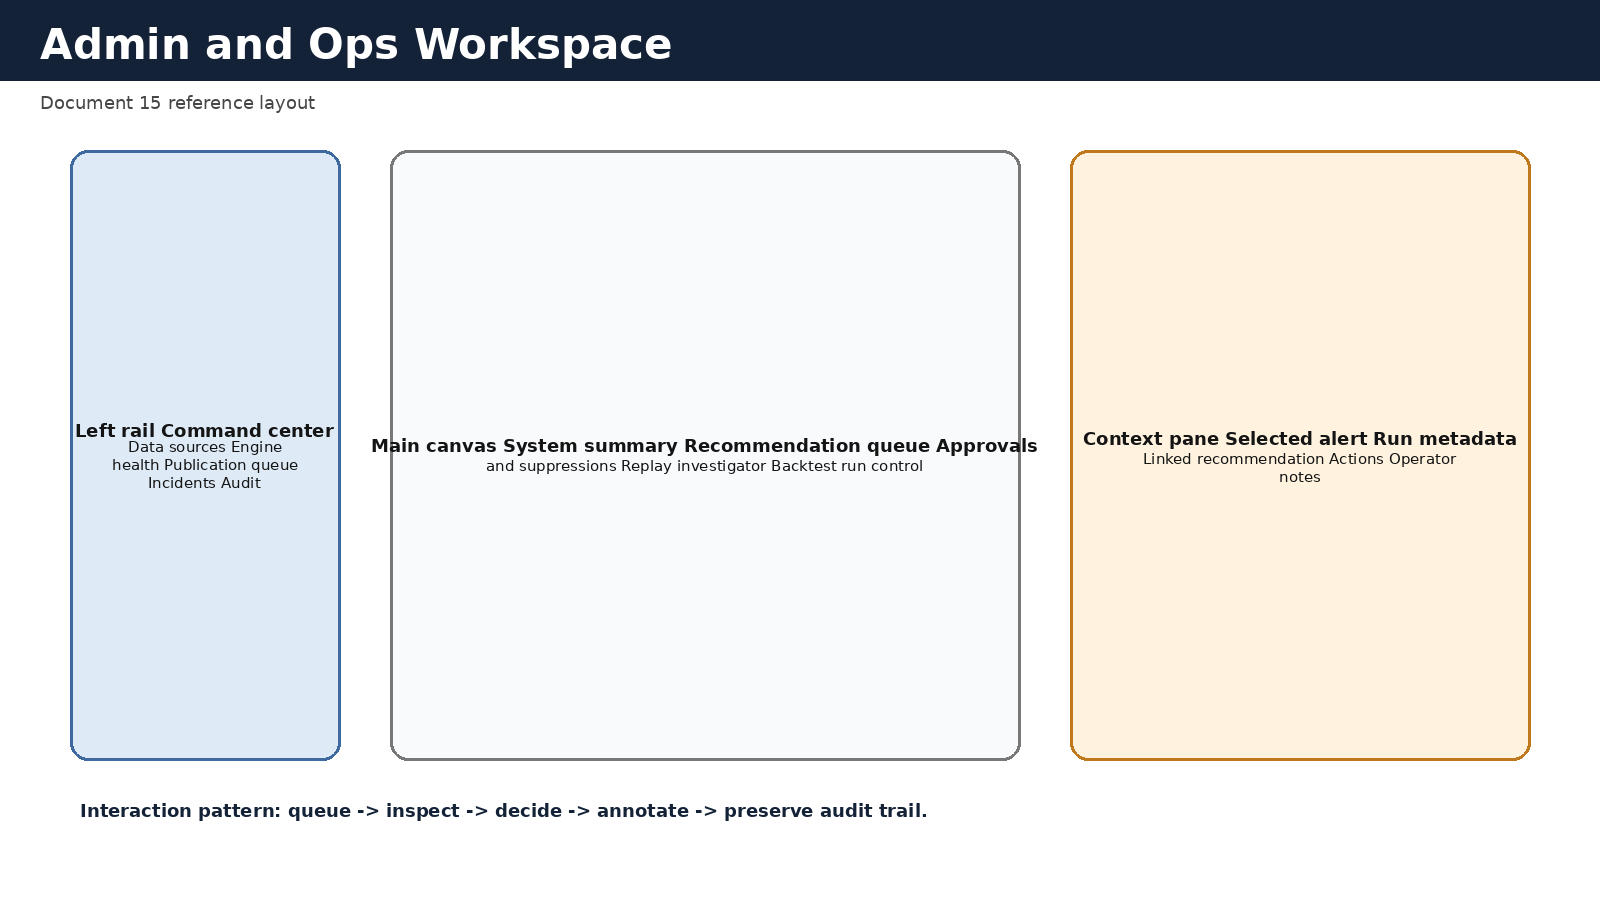 Admin and Ops Workspace
Document 15 reference layout
Left rail Command center
Data sources Engine
health Publication queue
Incidents Audit
Main canvas System summary Recommendation queue Approvals
and suppressions Replay investigator Backtest run control
Context pane Selected alert Run metadata
Linked recommendation Actions Operator
notes
Interaction pattern: queue -> inspect -> decide -> annotate -> preserve audit trail.